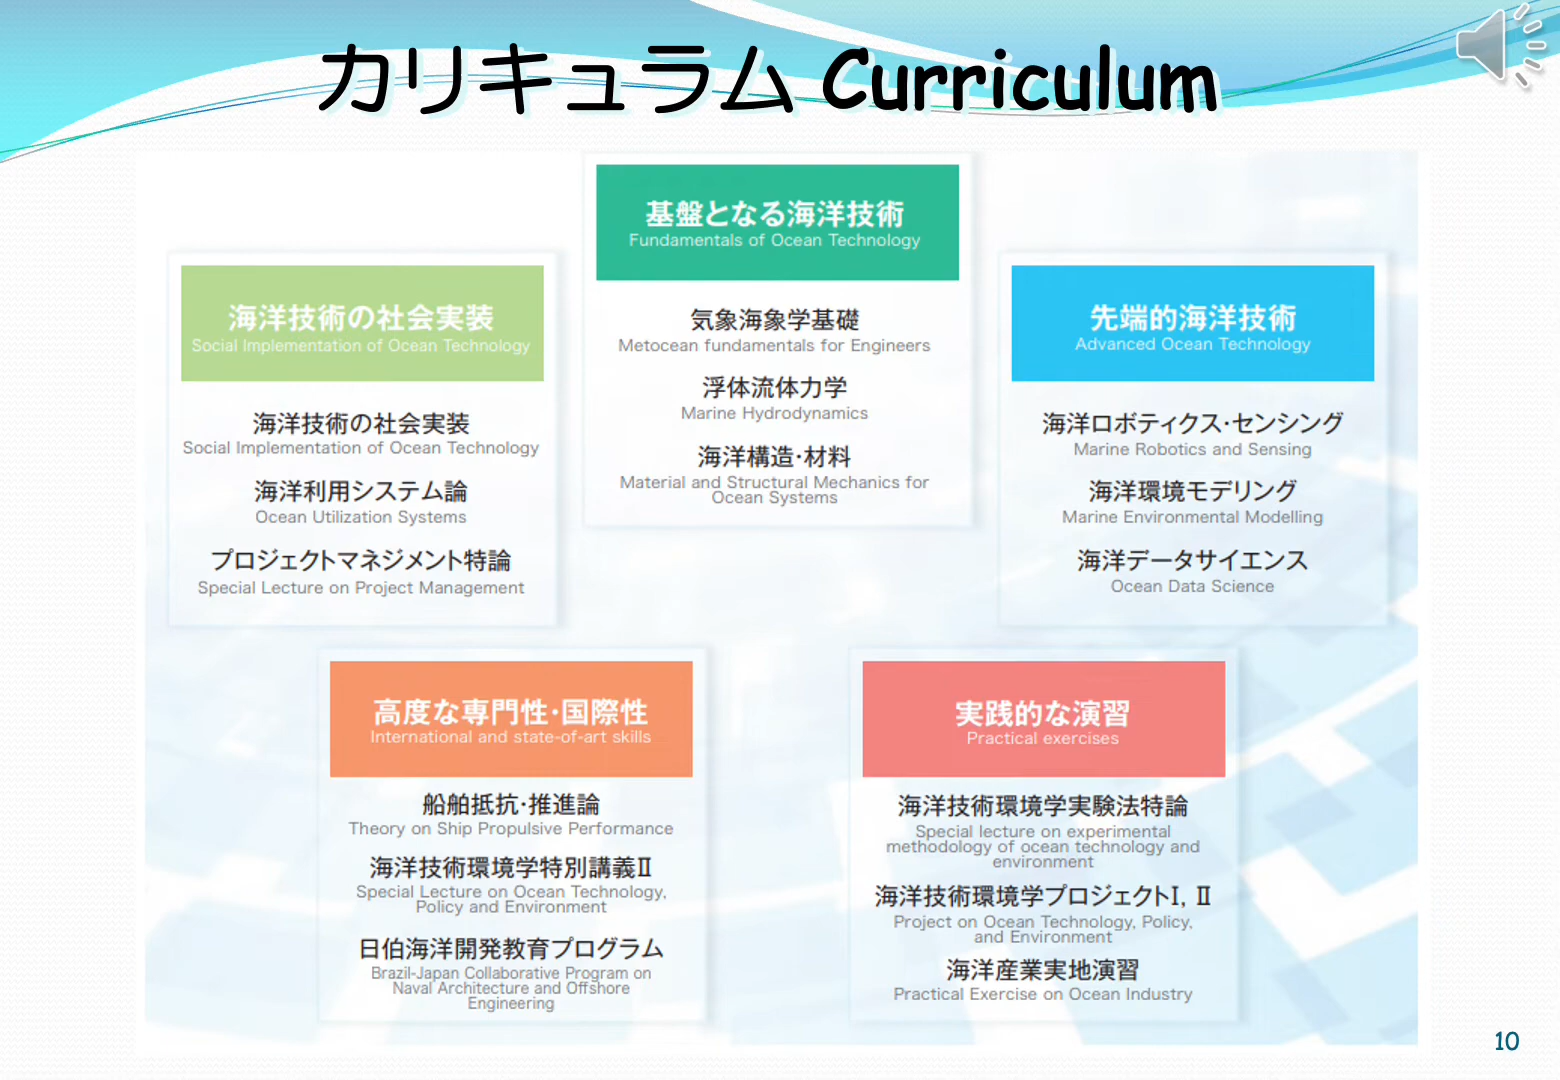 カリキュラム Curriculum
基盤となる海洋技術
Fundamentals of Ocean Technology
気象海象学基礎
Metocean fundamentals for Engineers
浮体流体力学
Marine Hydrodynamics
海洋構造·材料
Material and Structural Mechanics for
Ocean Systems
海洋技術の社会実装
Social Implementation of Ocean Technology
海洋技術の社会実装
Social Implementation of Ocean Technology
海洋利用システム論
Ocean Utilization Systems
プロジェクトマネジメント特論
Special Lecture on Project Management
先端的海洋技術
Advanced Ocean Technology
海洋ロボティクス·センシング
Marine Robotics and Sensing
海洋環境モデリング
Marine Environmental Modelling
海洋データサイエンス
Ocean Data Science
高度な専門性·国際性
International and state-of-art skills
船舶抵抗·推進論
Theory on Ship Propulsive Performance
海洋技術環境学特別講義Ⅱ
Special Lecture on Ocean Technology,
Policy and Environment
日伯海洋開発教育プログラム
Brazil-Japan Collaborative Program on
Naval Architecture and Offshore
Engineering
実践的な演習
Practical exercises
海洋技術環境学実験法特論
Special lecture on experimental
methodology of ocean technology and
environment
海洋技術環境学プロジェクトⅠ, Ⅱ
Project on Ocean Technology, Policy,
and Environment
海洋産業実地演習
Practical Exercise on Ocean Industry
10